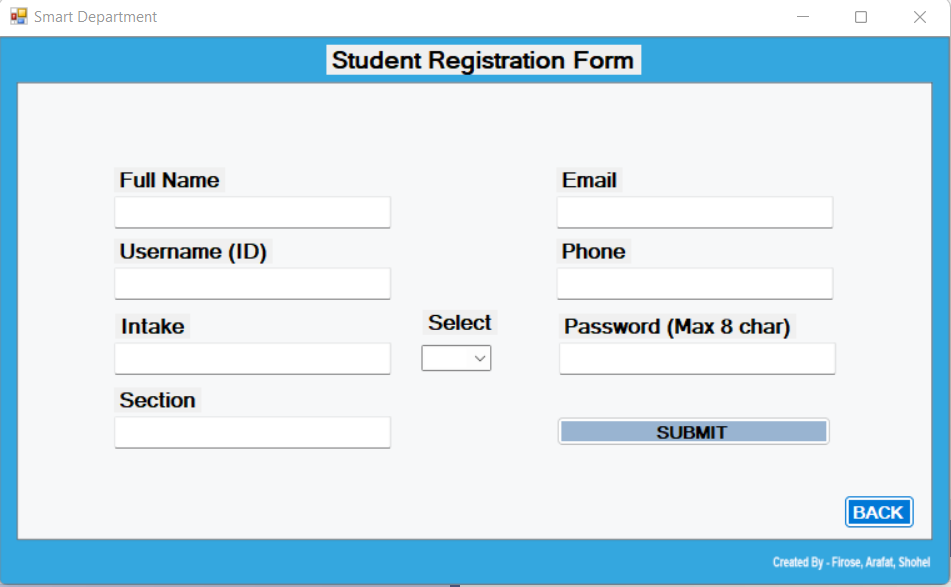 Smart Department
Student Registration Form
Full Name
Email
Username (ID)
Phone
Intake
Select
Password (Max 8 char)
Section
SUBMIT
BACK
Created By - Firose, Arafat, Shohel